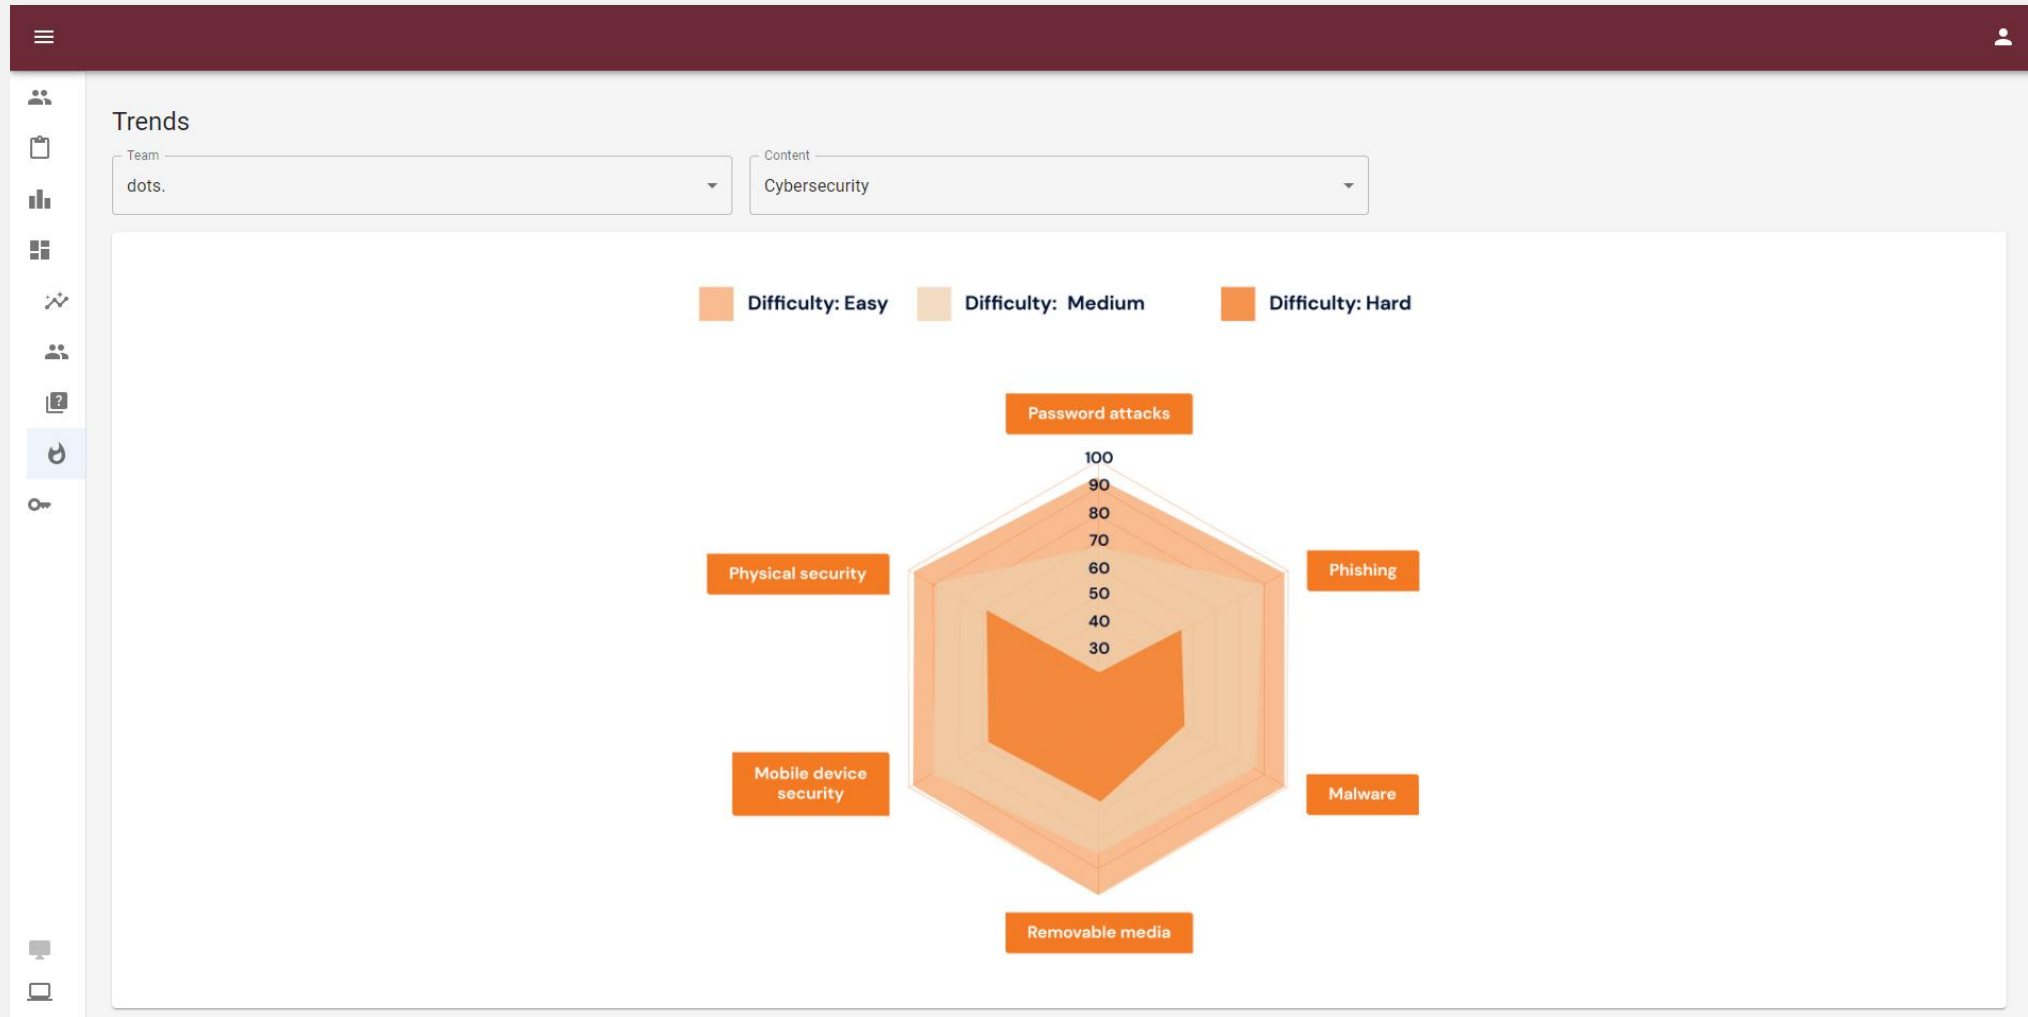 Trends
Team
dots.
Content
Cybersecurity
Difficulty: Easy
Difficulty: Medium
Difficulty: Hard
Password attacks
100
90
80
70
60
50
40
30
Physical security
Phishing
Mobile device
security
Malware
Removable media
?